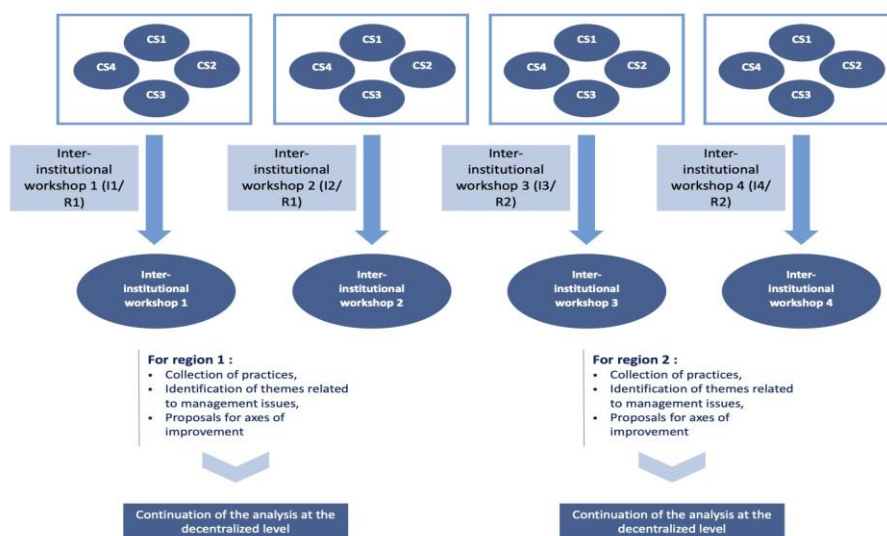 CS1
CS4
CS2
CS3
CS1
CS4
CS2
CS3
CS1
CS4
CS2
CS3
CS1
CS4
CS2
CS3
Inter-
institutional
workshop 1 (I1/
R1)
Inter-
institutional
workshop 2 (I2/
R1)
Inter-
institutional
workshop 3 (I3/
R2)
Inter-
institutional
workshop 4 (I4/
R2)
Inter-
institutional
workshop 1
Inter-
institutional
workshop 2
Inter-
institutional
workshop 3
Inter-
institutional
workshop 4
For region 1 :
• Collection of practices,
• Identification of themes related
to management issues,
• Proposals for axes of
improvement
For region 2 :
• Collection of practices,
• Identification of themes related
to management issues,
• Proposals for axes of
improvement
Continuation of the analysis at the
decentralized level
Continuation of the analysis at the
decentralized level